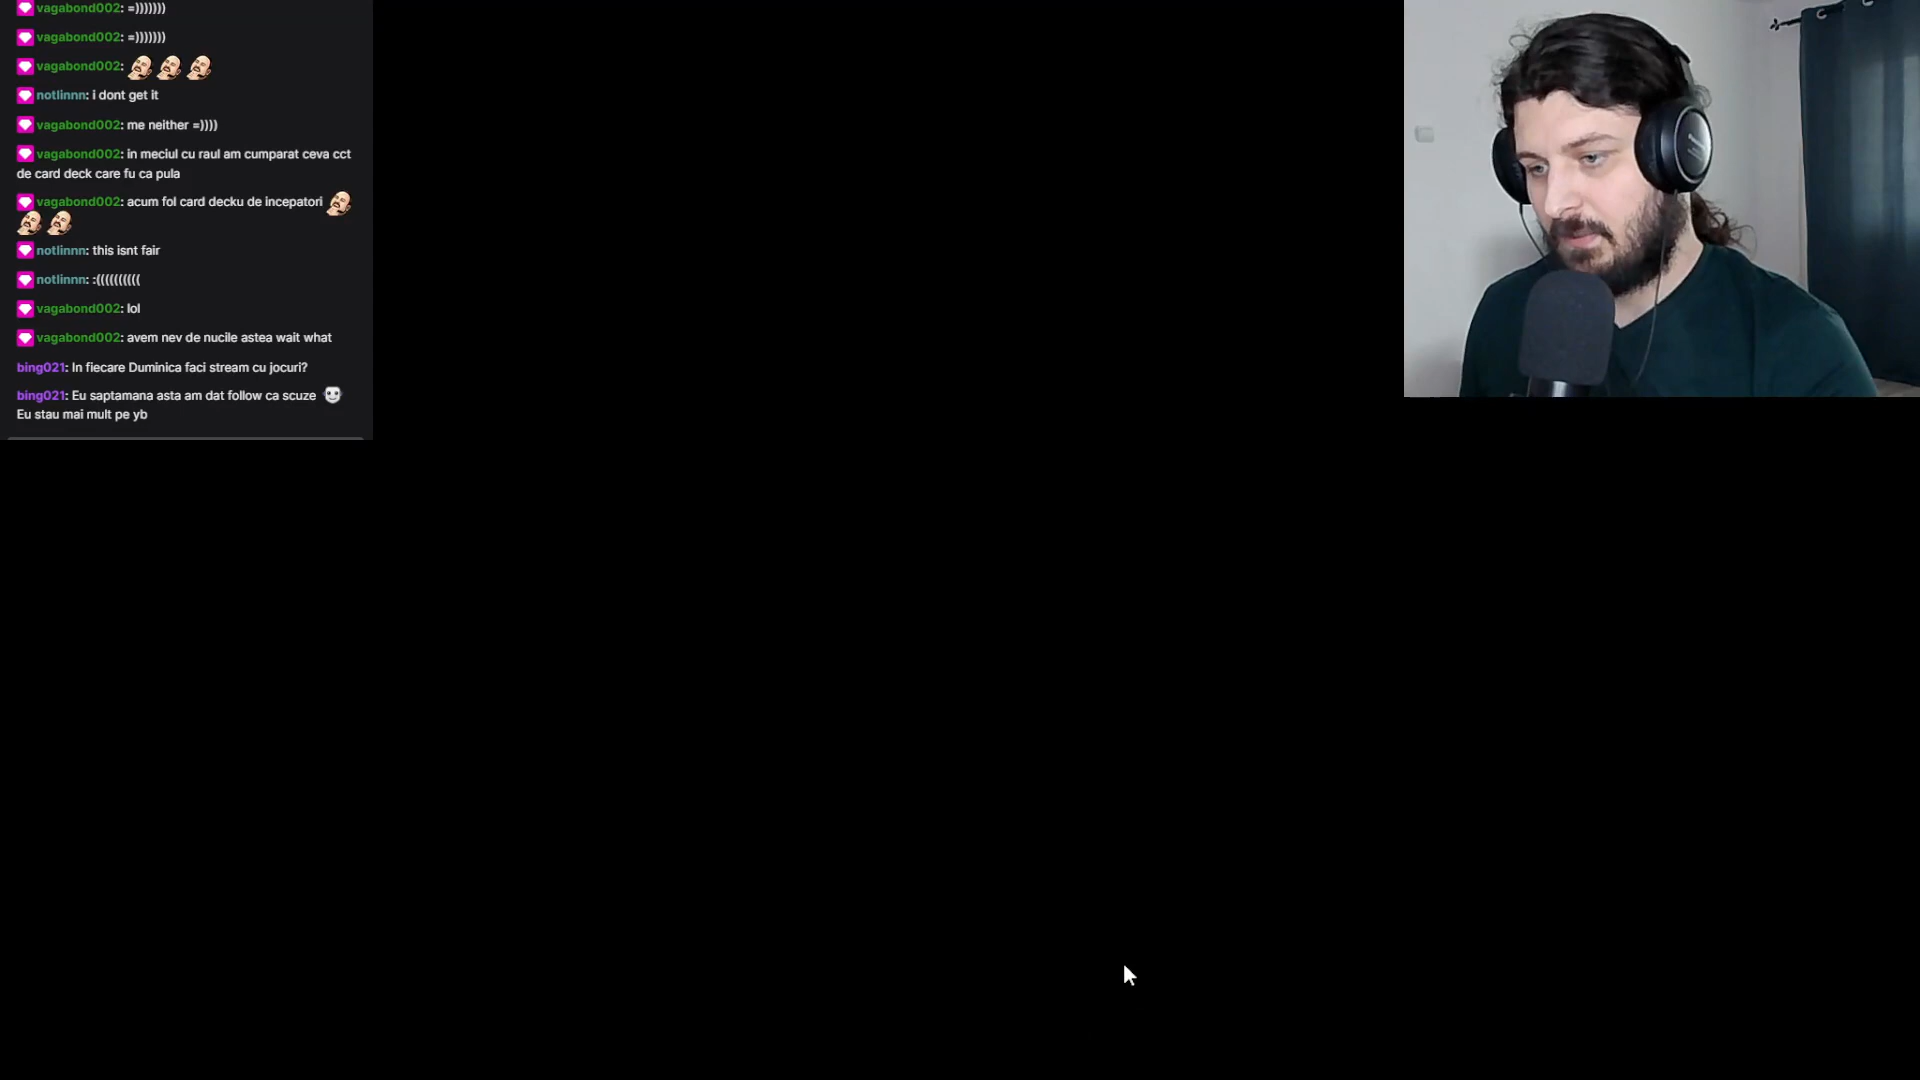 vagabond002: =)))))))
vagabond002: =)))))))
vagabond002:
notlinnn: i dont get it
vagabond002: me neither =))))
vagabond002: in meciul cu raul am cumparat ceva cct
de card deck care fu ca pula
vagabond002: acum fol card decku de incepatori
notlinnn: this isnt fair
notlinnn: :((((((((((
vagabond002: lol
vagabond002: avem nev de nucile astea wait what
bing021: In fiecare Duminica faci stream cu jocuri?
bing021: Eu saptamana asta am dat follow ca scuze
Eu stau mai mult pe yb